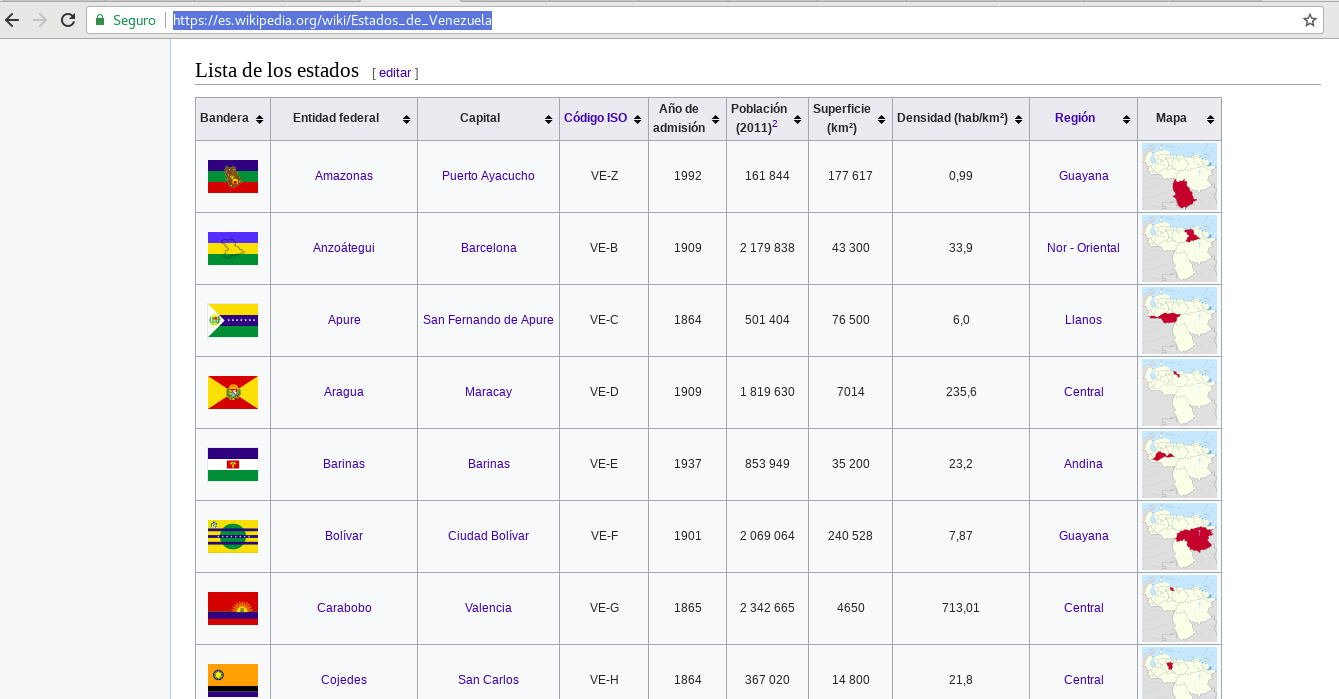 Seguro https://es.wikipedia.org/wiki/Estados_de_Venezuela
Lista de los estados [ editar ]
Bandera Entidad federal Capital Código ISO Año de admisión Población (2011)2 Superficie (km²) Densidad (hab/km²) Región Mapa
Amazonas Puerto Ayacucho VE-Z 1992 161 844 177 617 0,99 Guayana
Anzoátegui Barcelona VE-B 1909 2 179 838 43 300 33,9 Nor - Oriental
Apure San Fernando de Apure VE-C 1864 501 404 76 500 6,0 Llanos
Aragua Maracay VE-D 1909 1 819 630 7014 235,6 Central
Barinas Barinas VE-E 1937 853 949 35 200 23,2 Andina
Bolívar Ciudad Bolívar VE-F 1901 2 069 064 240 528 7,87 Guayana
Carabobo Valencia VE-G 1865 2 342 665 4650 713,01 Central
Cojedes San Carlos VE-H 1864 367 020 14 800 21,8 Central